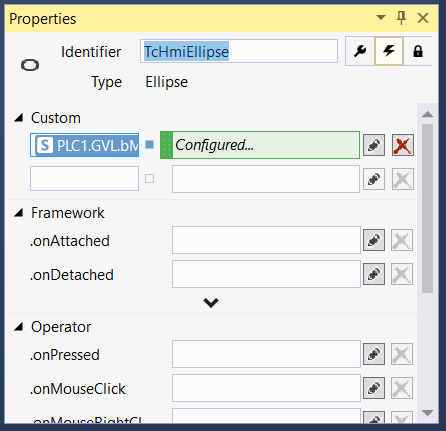 Properties
Identifier TcHmiEllipse
Type Ellipse
Custom
S PLC1.GVL.bM Configured...
Framework
.onAttached
.onDetached
Operator
.onPressed
.onMouseClick
.onMouseRightCl